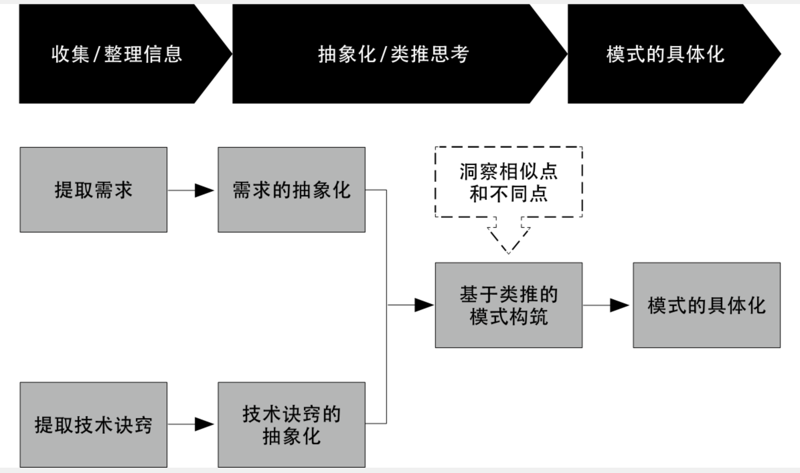 收集/整理信息
抽象化/类推思考
模式的具体化
提取需求
需求的抽象化
洞察相似点
和不同点
基于类推的
模式构筑
模式的具体化
提取技术诀窍
技术诀窍的
抽象化